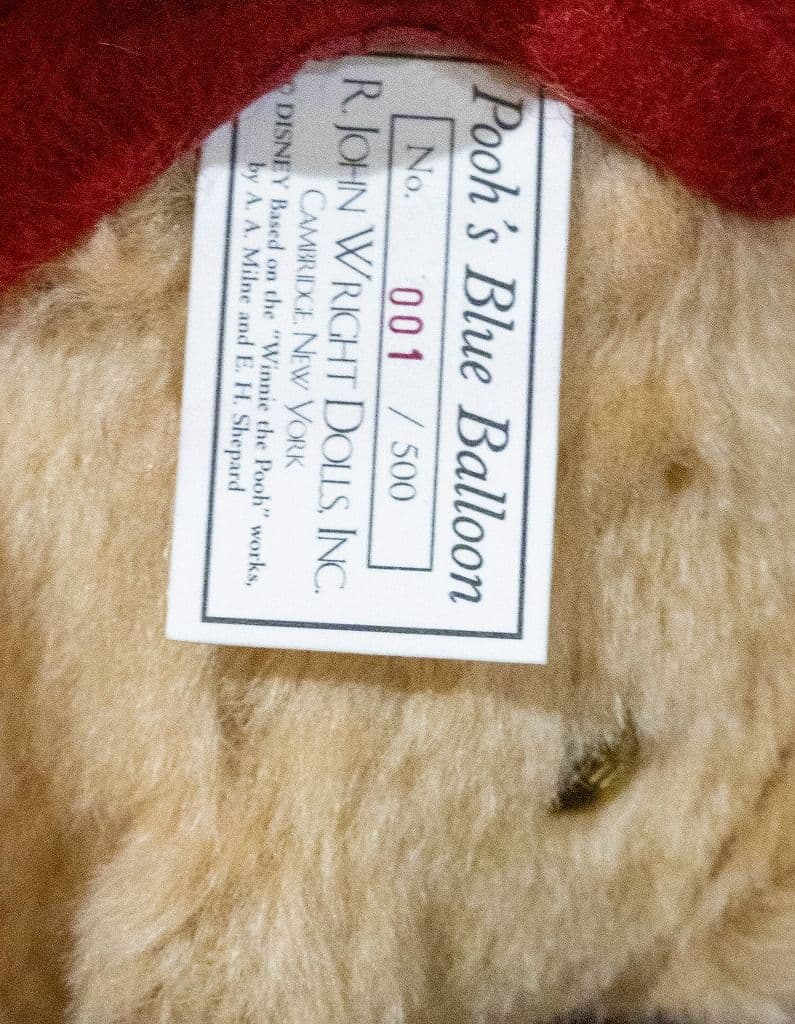 Pooh's Blue Balloon
No. 001 / 500
R. JOHN WRIGHT DOLLS, INC.
CAMBRIDGE, NEW YORK
© DISNEY Based on the "Winnie the Pooh" works,
by A. A. Milne and E. H. Shepard